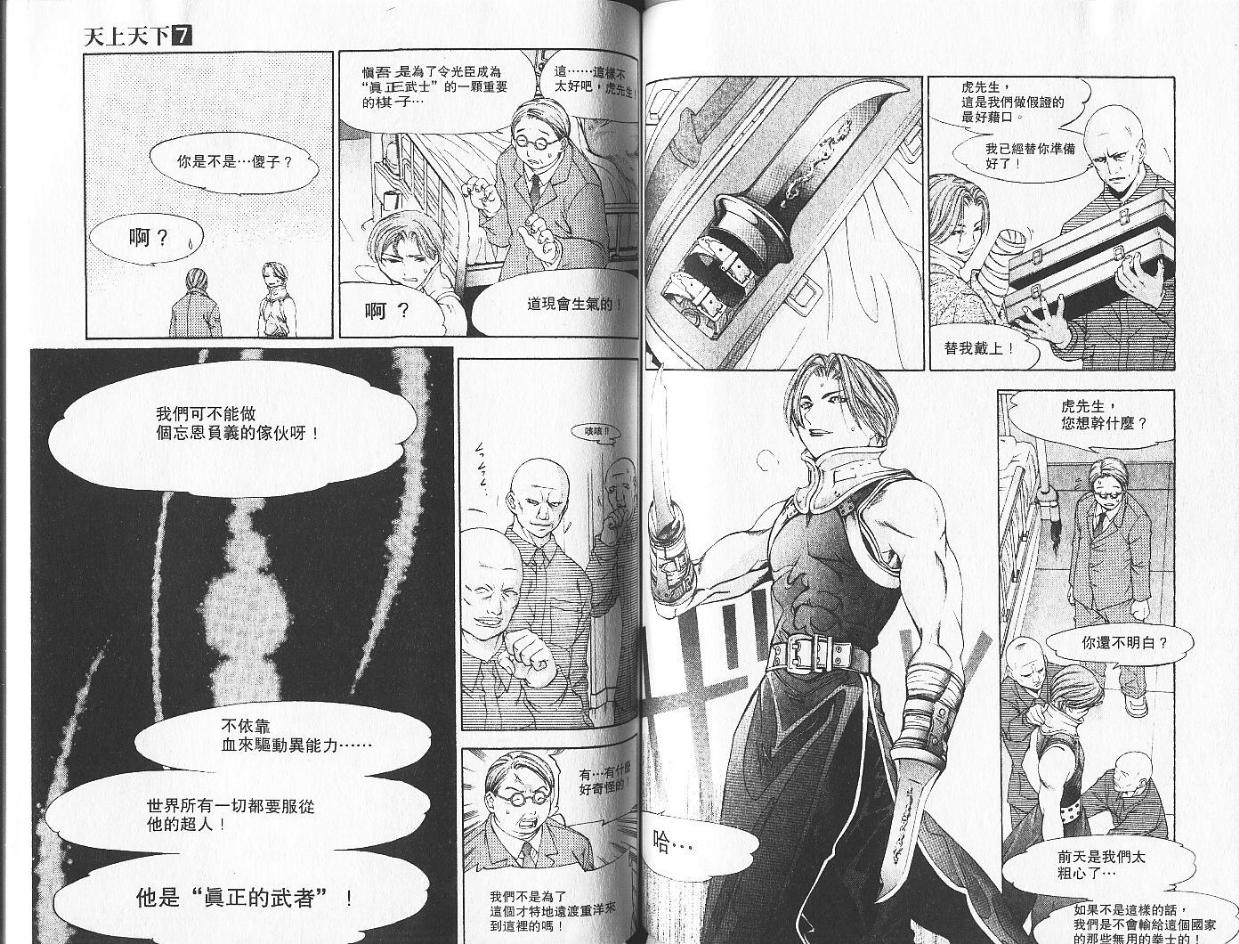 虎先生，
這是我們做假證的
最好藉口。
我已經替你準備
好了！
替我戴上！
虎先生，
您想幹什麼？
你還不明白？
前天是我們太
粗心了…
如果不是這樣的話，
我們是不會輸給這個國家
的那些無用的拳士的！
哈…
天上天下7
這……這樣不
太好吧，虎先生！
慎吾 是為了令光臣成為
“眞正武士”的一顆重要
的棋子…
道現會生氣的！
啊？
你是不是…傻子？
啊？
咳咳!!
有…有什麼
好奇怪的
我們不是為了
這個才特地遠渡重洋來
到這裡的嗎！
我們可不能做
個忘恩負義的傢伙呀！
不依靠
血來驅動異能力……
世界所有一切都要服從
他的超人！
他是“眞正的武者”！